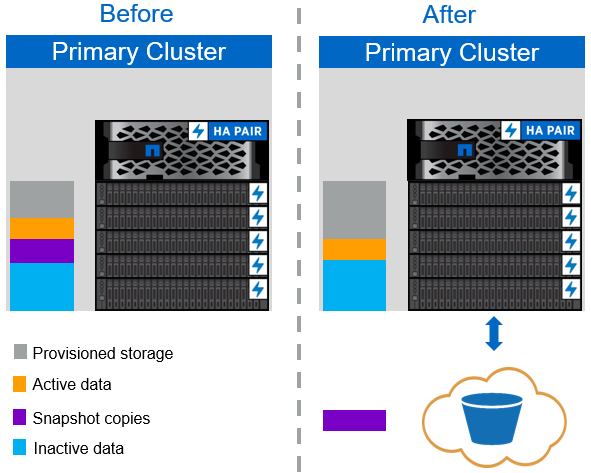 Before
After
Primary Cluster
Primary Cluster
HA PAIR
HA PAIR
Provisioned storage
Active data
Snapshot copies
Inactive data